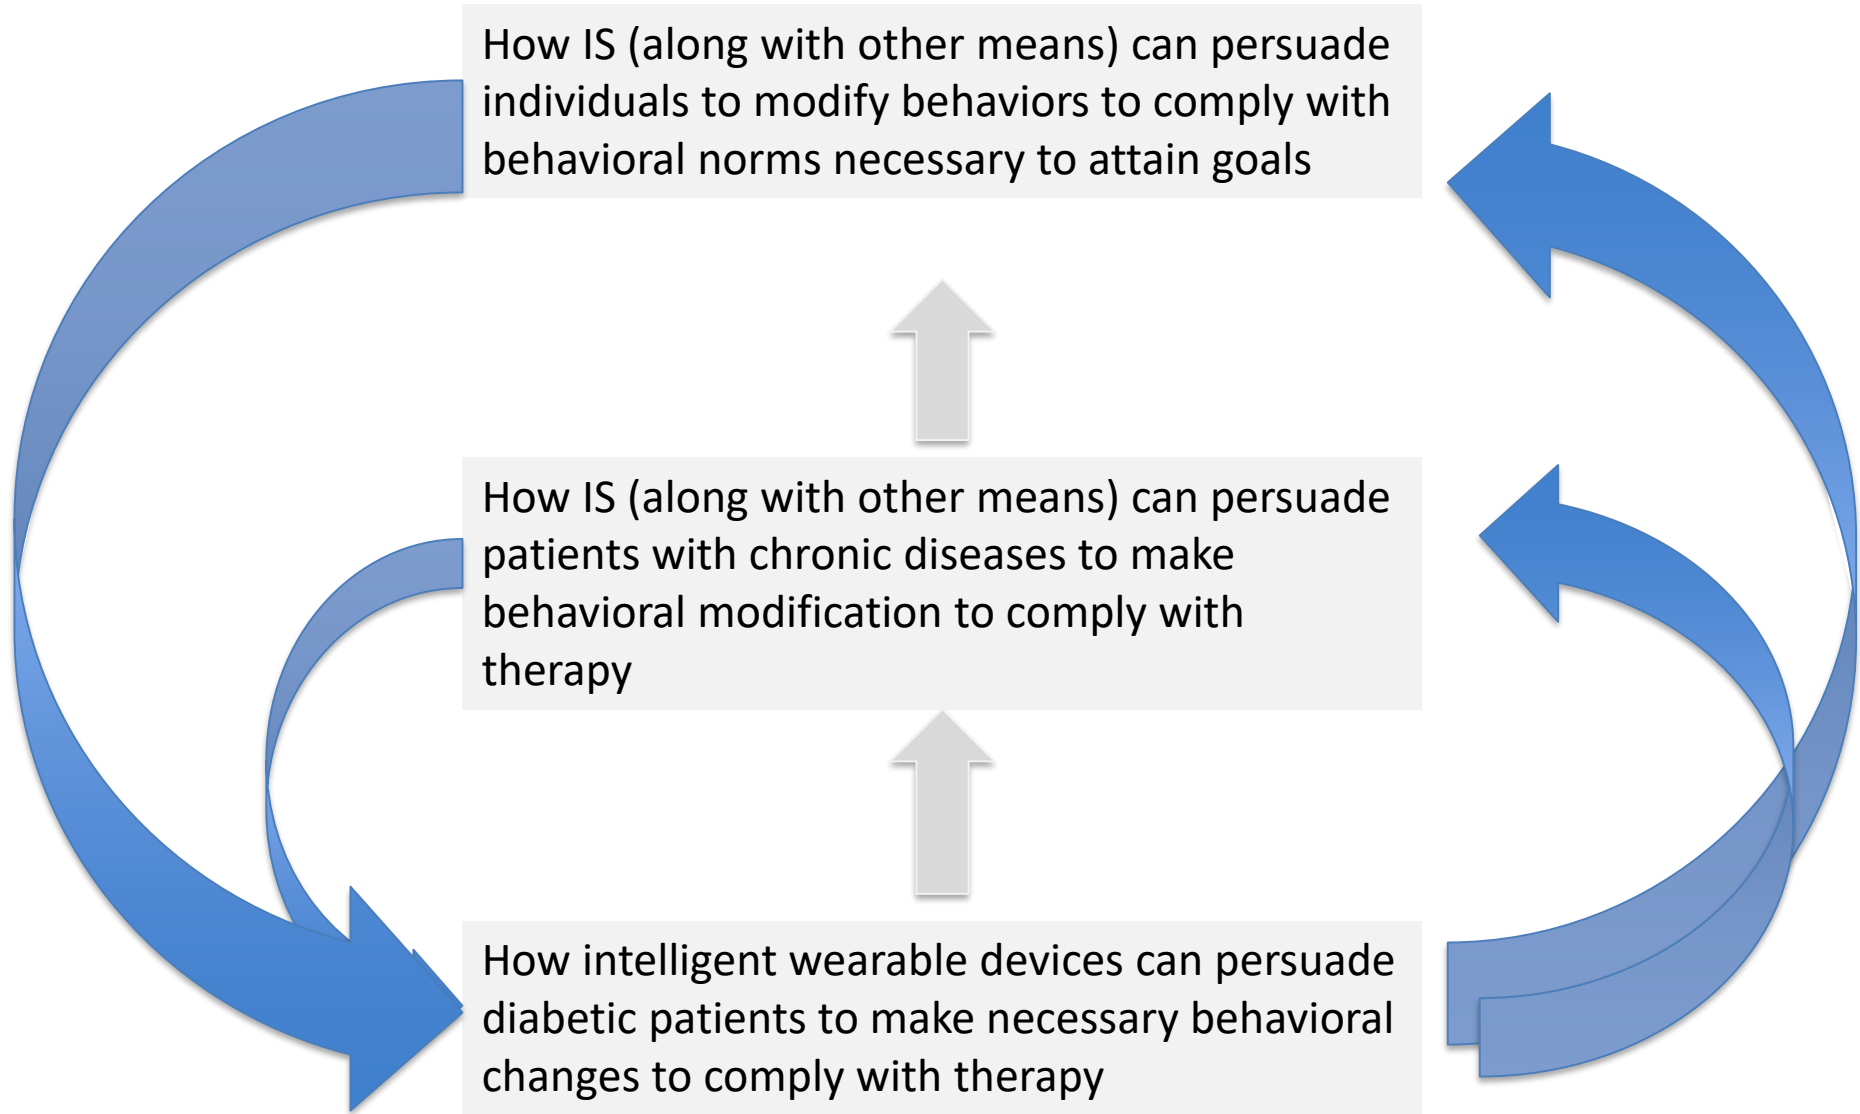 How IS (along with other means) can persuade
individuals to modify behaviors to comply with
behavioral norms necessary to attain goals
How IS (along with other means) can persuade
patients with chronic diseases to make
behavioral modification to comply with
therapy
How intelligent wearable devices can persuade
diabetic patients to make necessary behavioral
changes to comply with therapy